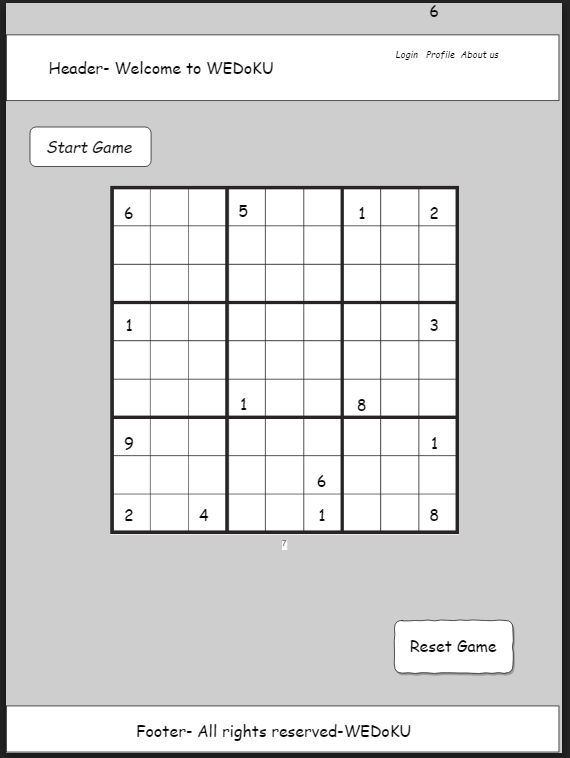 6
Login Profile About us
Header- Welcome to WEDoKU
Start Game
6 5 1 2
1 3
1 8
9 1
6
2 4 1 8
7
Reset Game
Footer- All rights reserved-WEDoKU